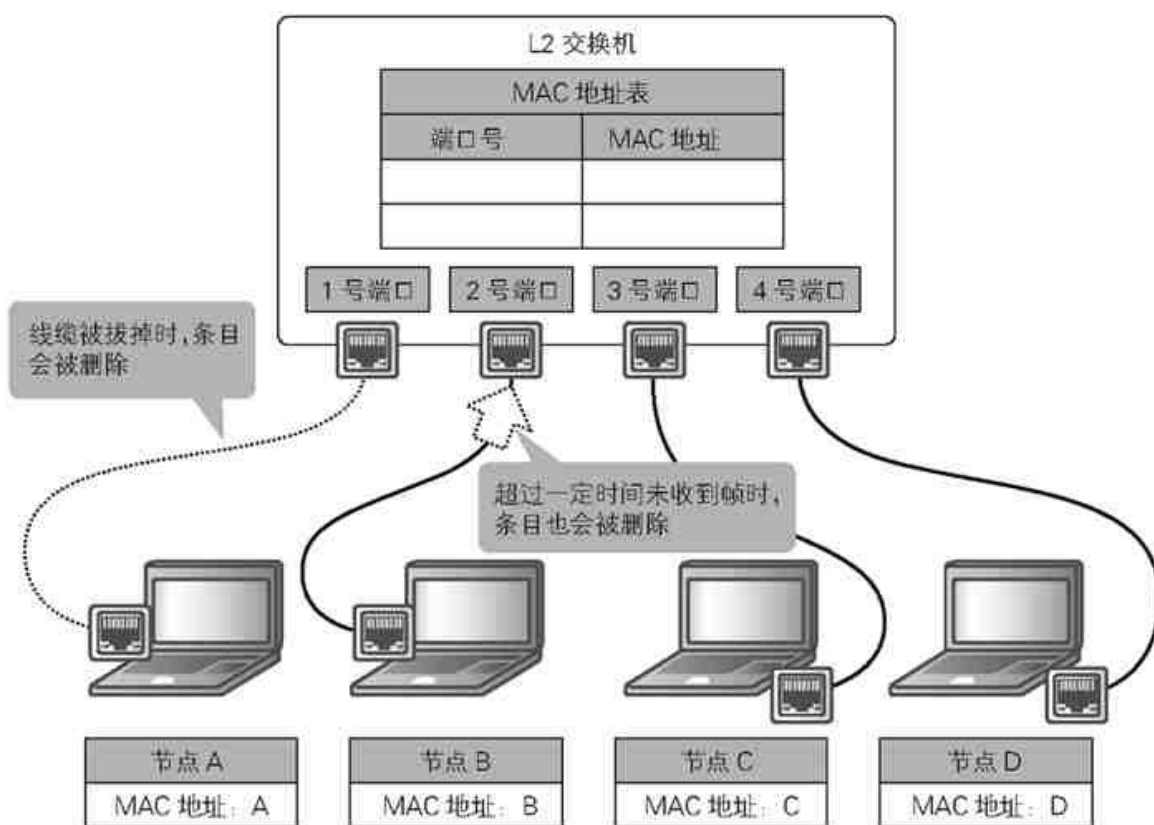 L2 交换机
MAC 地址表
端口号 MAC 地址
1 号端口 2 号端口 3 号端口 4 号端口
线缆被拔掉时,条目
会被删除
超过一定时间未收到帧时,
条目也会被删除
节点 A 节点 B 节点 C 节点 D
MAC 地址: A MAC 地址: B MAC 地址: C MAC 地址: D